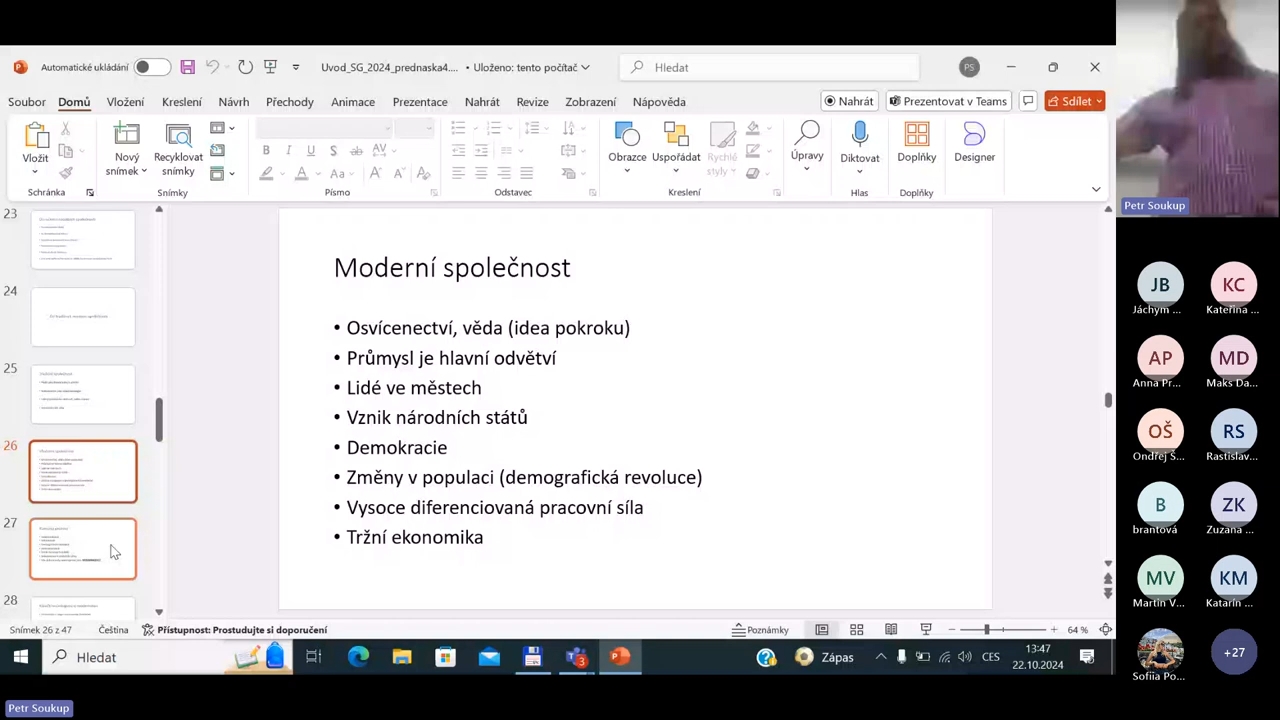 Automatické ukládání
Uvod_SG_2024_prednaska4.... • Uloženo: tento počítač
Hledat
PS
Soubor Domů Vložení Kreslení Návrh Přechody Animace Prezentace Nahrát Revize Zobrazení Nápověda
Nahrát Prezentovat v Teams Sdílet
Vložit
Nový snímek
Recyklovat snímky
Obrazce
Uspořádat
Rychlé styly
Úpravy
Diktovat
Doplňky
Designer
Schránka Snímky Písmo Odstavec Kreslení Hlas Doplňky
23
24
25
26
27
28
Moderní společnost
• Osvícenectví, věda (idea pokroku)
• Průmysl je hlavní odvětví
• Lidé ve městech
• Vznik národních států
• Demokracie
• Změny v populaci (demografická revoluce)
• Vysoce diferenciovaná pracovní síla
• Tržní ekonomika
Snímek 26 z 47 Čeština Přístupnost: Prostudujte si doporučení
Poznámky
64 %
Hledat
3
Zápas
CES
13:47
22.10.2024
Petr Soukup
JB
Jáchym ...
KC
Kateřina ...
AP
Anna Pr...
MD
Maks Da...
OŠ
Ondřej Š...
RS
Rastislav...
B
brantová
ZK
Zuzana ...
MV
Martin V...
KM
Katarín ...
Sofiia Po...
+27
Petr Soukup